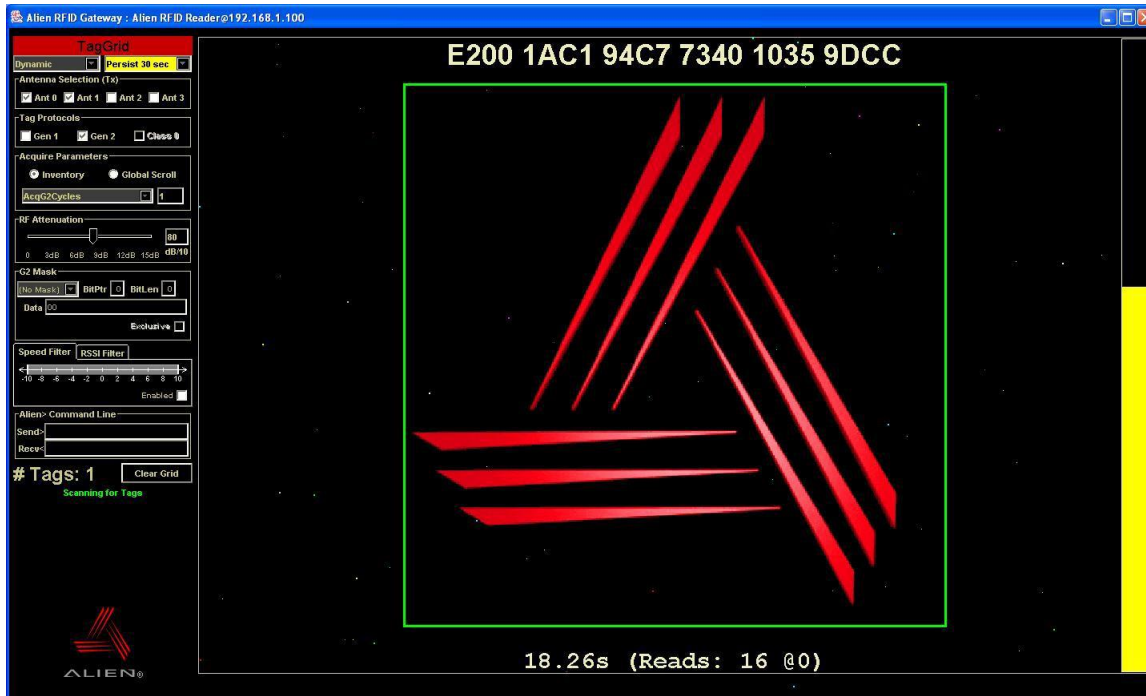 Alien RFID Gateway : Alien RFID Reader@192.168.1.100
TagGrid
Dynamic Persist 30 sec
Antenna Selection (Tx)
Ant 0 Ant 1 Ant 2 Ant 3
Tag Protocols
Gen 1 Gen 2 Class 0
Acquire Parameters
Inventory Global Scroll
AcqG2Cycles 1
RF Attenuation
80
0 3dB 6dB 9dB 12dB 15dB dB/10
G2 Mask
(No Mask) BitPtr 0 BitLen 0
Data 00
Exclusive
Speed Filter RSSI Filter
-10 -8 -6 -4 -2 0 2 4 6 8 10
Enabled
Alien> Command Line
Send>
Recv<
# Tags: 1 Clear Grid
Scanning for Tags
ALIEN®
E200 1AC1 94C7 7340 1035 9DCC
18.26s (Reads: 16 @0)